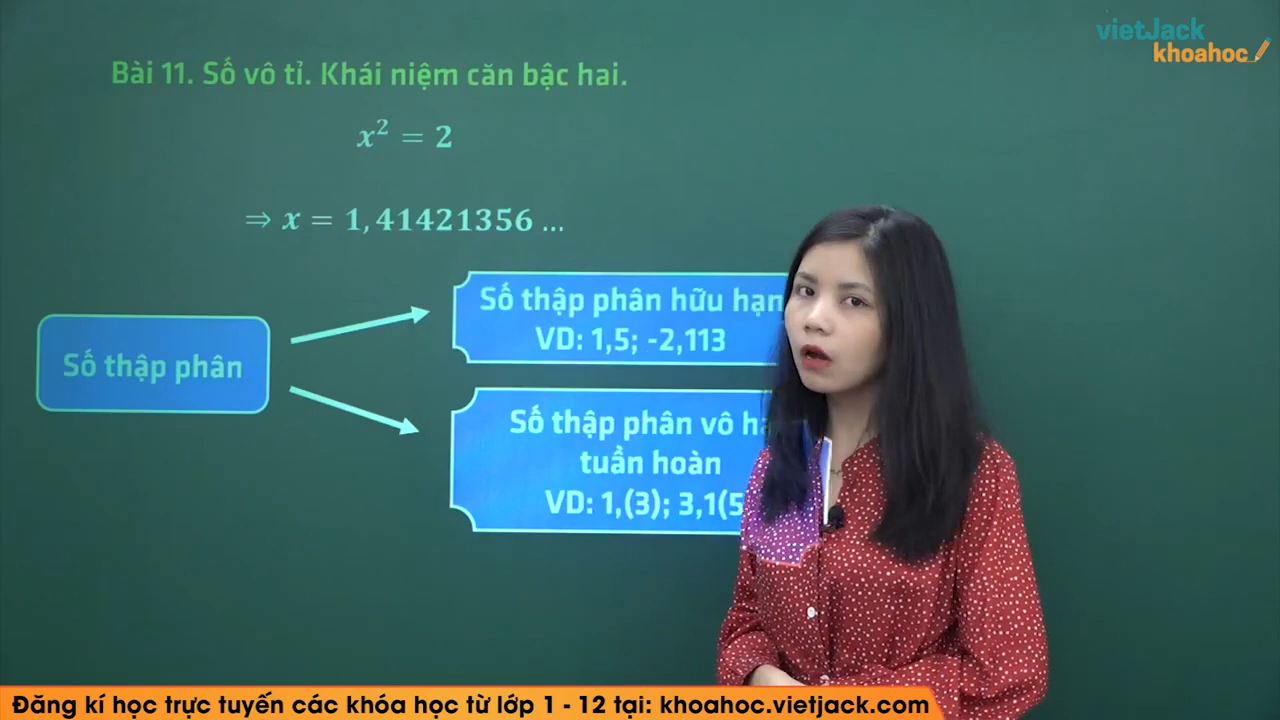 vietJack
khoahoc
Bài 11. Số vô tỉ. Khái niệm căn bậc hai.
x² = 2
⇒ x = 1,41421356 ...
Số thập phân
Số thập phân hữu hạn
VD: 1,5; -2,113
Số thập phân vô
tuần hoàn
VD: 1,(3); 3,1(5
Đăng kí học trực tuyến các khóa học từ lớp 1 - 12 tại: khoahoc.vietjack.com